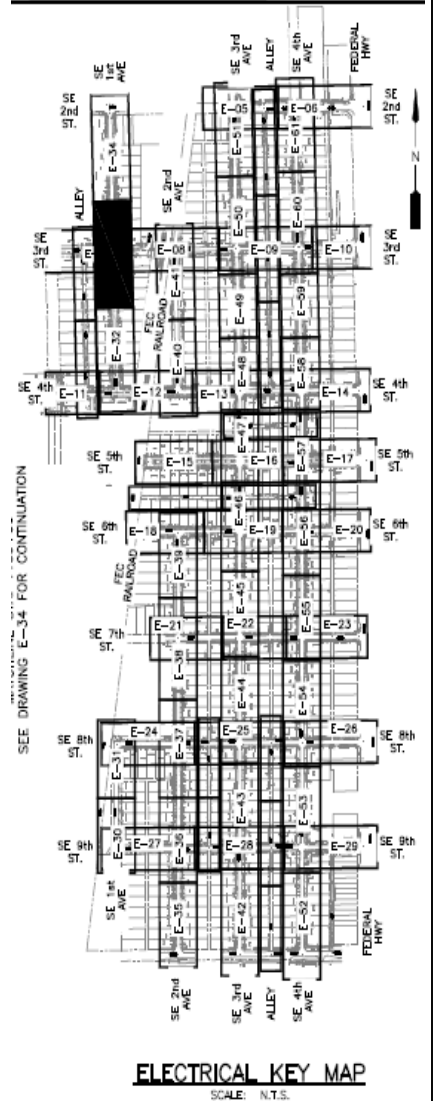 SE 1st AVE
SE 3rd AVE
ALLEY
SE 4th AVE
FEDERAL HWY
SE 2nd ST.
E-34
E-05
E-06
SE 2nd ST.
E-51
E-61
N
ALLEY
SE 2nd AVE
E-50
E-60
SE 3rd ST.
E-08
E-09
E-10
SE 3rd ST.
E-41
FEC RAILROAD
E-49
E-59
E-32
E-40
E-48
E-58
SE 4th ST.
E-11
E-12
E-13
E-14
SE 4th ST.
E-47
SE 5th ST.
E-15
E-16
E-57
E-17
SE 5th ST.
E-46
SE 6th ST.
E-18
E-19
E-56
E-20
SE 6th ST.
FEC RAILROAD
E-39
E-45
E-55
SE 7th ST.
E-21
E-22
E-23
SE 7th ST.
E-38
E-44
E-54
SEE DRAWING E-34 FOR CONTINUATION
SE 8th ST.
E-24
E-37
E-25
E-26
SE 8th ST.
E-31
E-43
E-53
SE 9th ST.
E-30
E-27
E-36
E-28
E-29
SE 9th ST.
SE 1st AVE
E-35
E-42
E-52
FEDERAL HWY
SE 2nd AVE
SE 3rd AVE
ALLEY
SE 4th AVE
ELECTRICAL KEY MAP
SCALE: N.T.S.